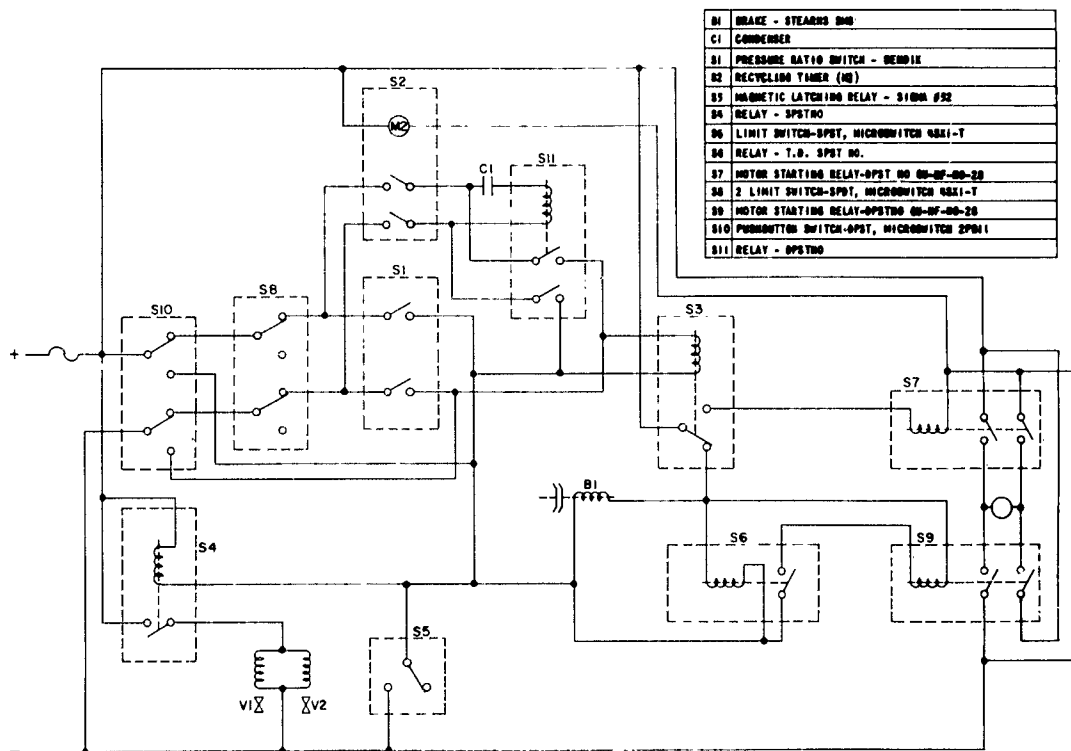 B1 BRAKE - STEARNS
C1 CONDENSER
S1 PRESSURE RATIO SWITCH - BENDIX
S2 RECYCLING TIMER (M2)
S3 MAGNETIC LATCHING RELAY - SIGMA
S4 RELAY - SPSTNO
LIMIT SWITCH-SPST, MICROSWITCH
RELAY - T.D. SPST NO.
S7 MOTOR STARTING RELAY-DPST NO
S8 2 LIMIT SWITCH-SPDT, MICROSWITCH
S9 MOTOR STARTING RELAY-DPSTNO
S10 PUSHBUTTON SWITCH-DPST, MICROSWITCH 2PB11
S11 RELAY - DPSTNO
S2
M2
C1
S11
S10
S8
S1
S3
+
S7
B1
S4
S6
S9
S5
V1
V2